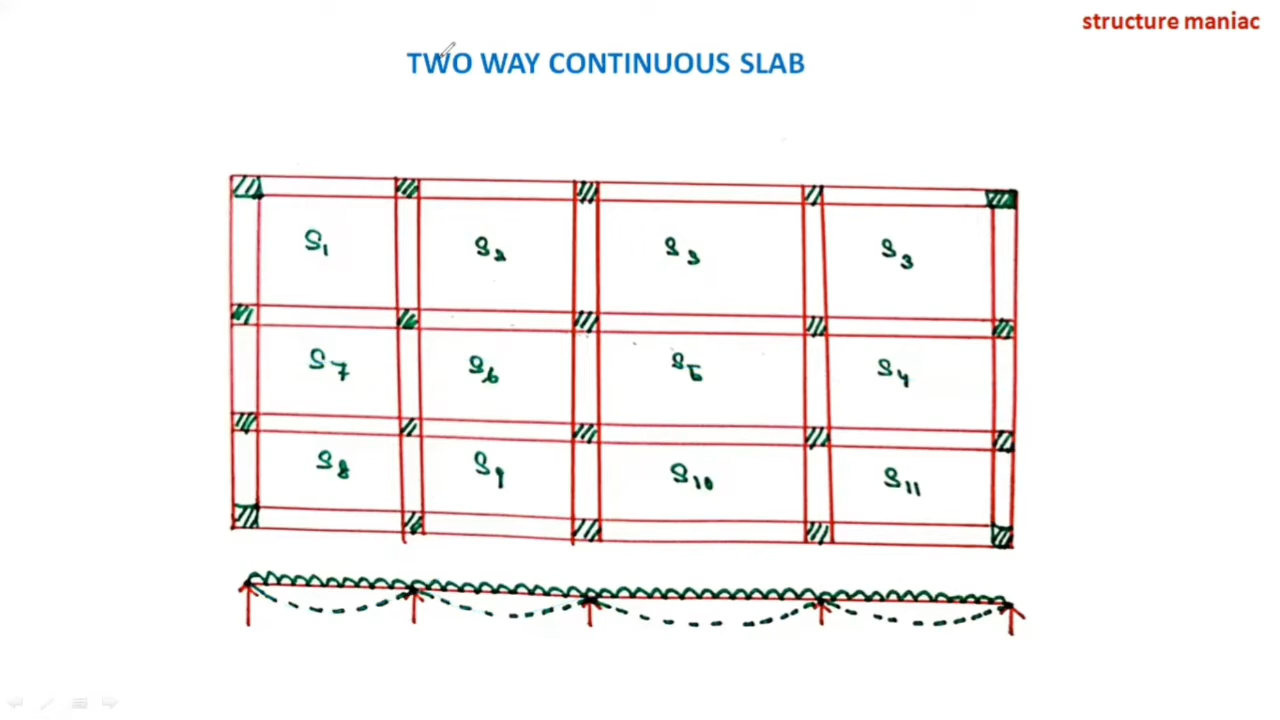 structure maniac
TWO WAY CONTINUOUS SLAB
S1 S2 S3 S3
S7 S6 S5 S4
S8 S9 S10 S11